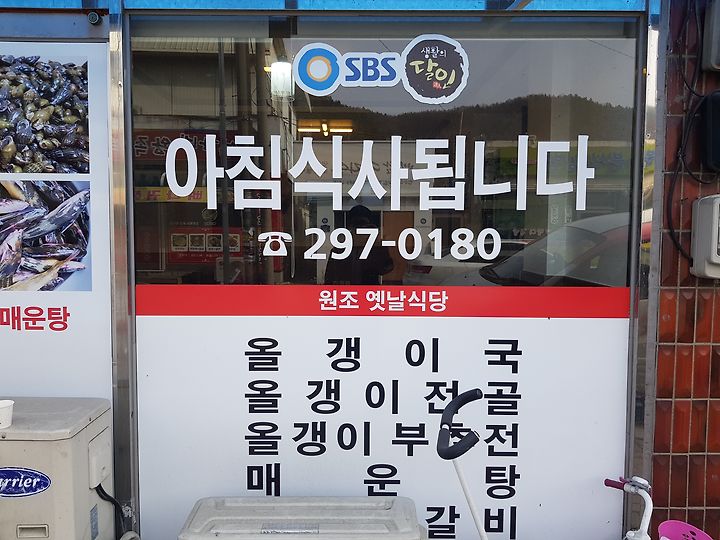 SBS 생활의 달인
아침식사됩니다
☎ 297-0180
원조 옛날식당
매운탕
올갱이국
올갱이전골
올갱이부추전
매운탕
갈비
Carrier